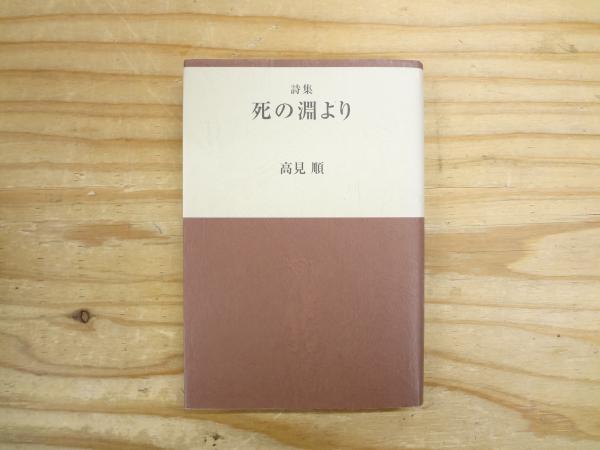 詩集
死の淵より
高見 順